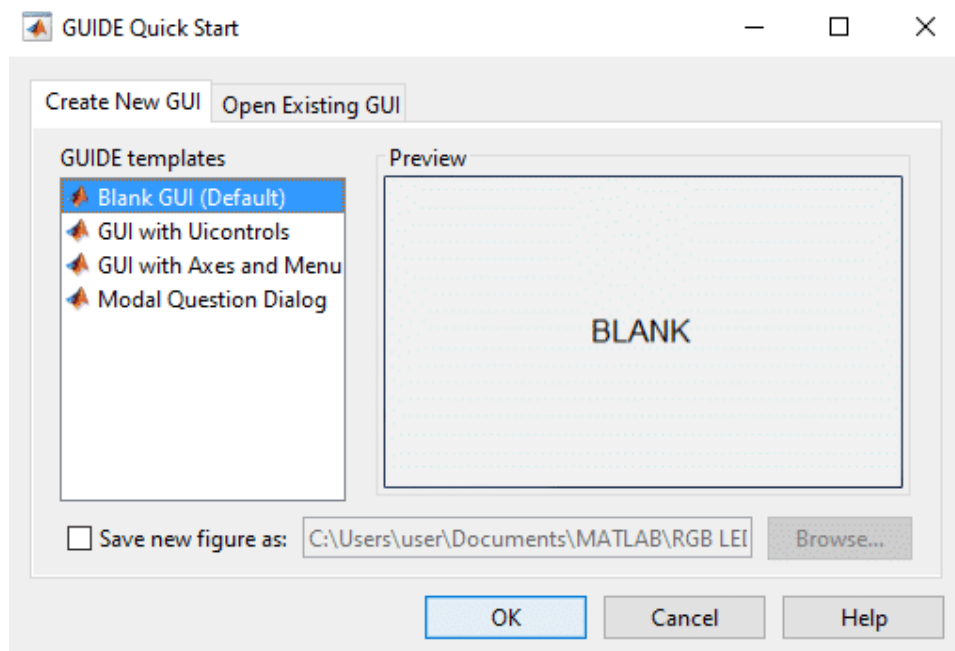 GUIDE Quick Start
Create New GUI
Open Existing GUI
GUIDE templates
Preview
Blank GUI (Default)
GUI with Uicontrols
GUI with Axes and Menu
Modal Question Dialog
BLANK
Save new figure as:
C:\Users\user\Documents\MATLAB\RGB LE
Browse...
OK
Cancel
Help